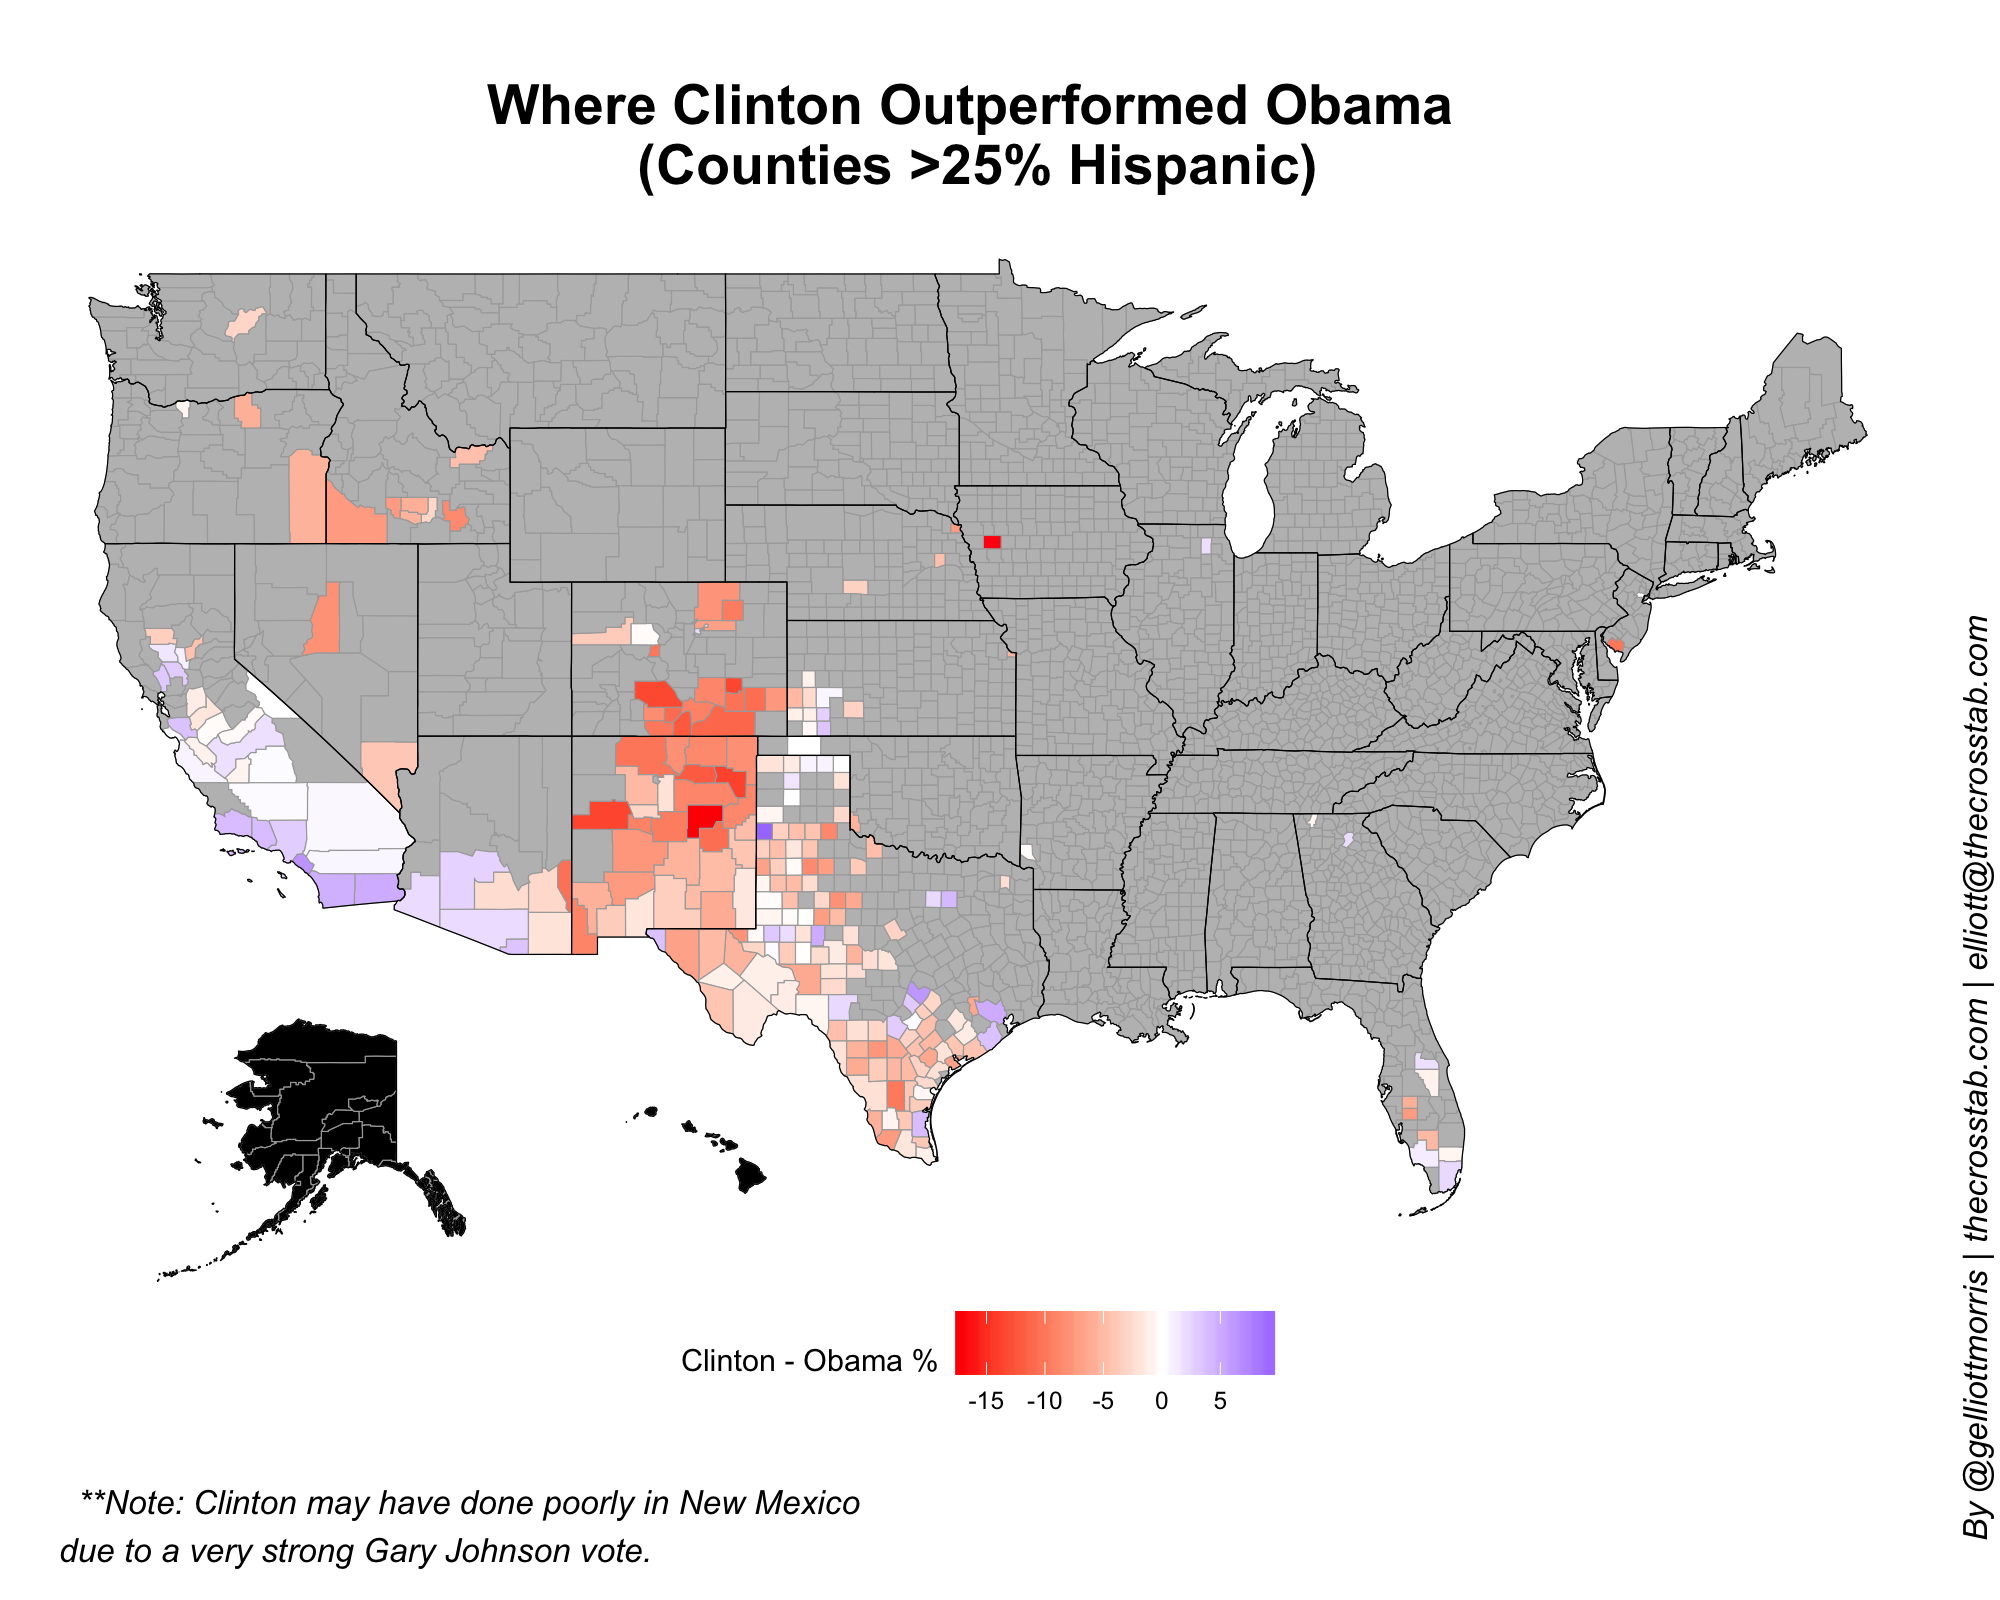 Where Clinton Outperformed Obama
(Counties >25% Hispanic)
Clinton - Obama %
-15 -10 -5 0 5
**Note: Clinton may have done poorly in New Mexico
due to a very strong Gary Johnson vote.
By @gelliottmorris | thecrosstab.com | elliott@thecrosstab.com